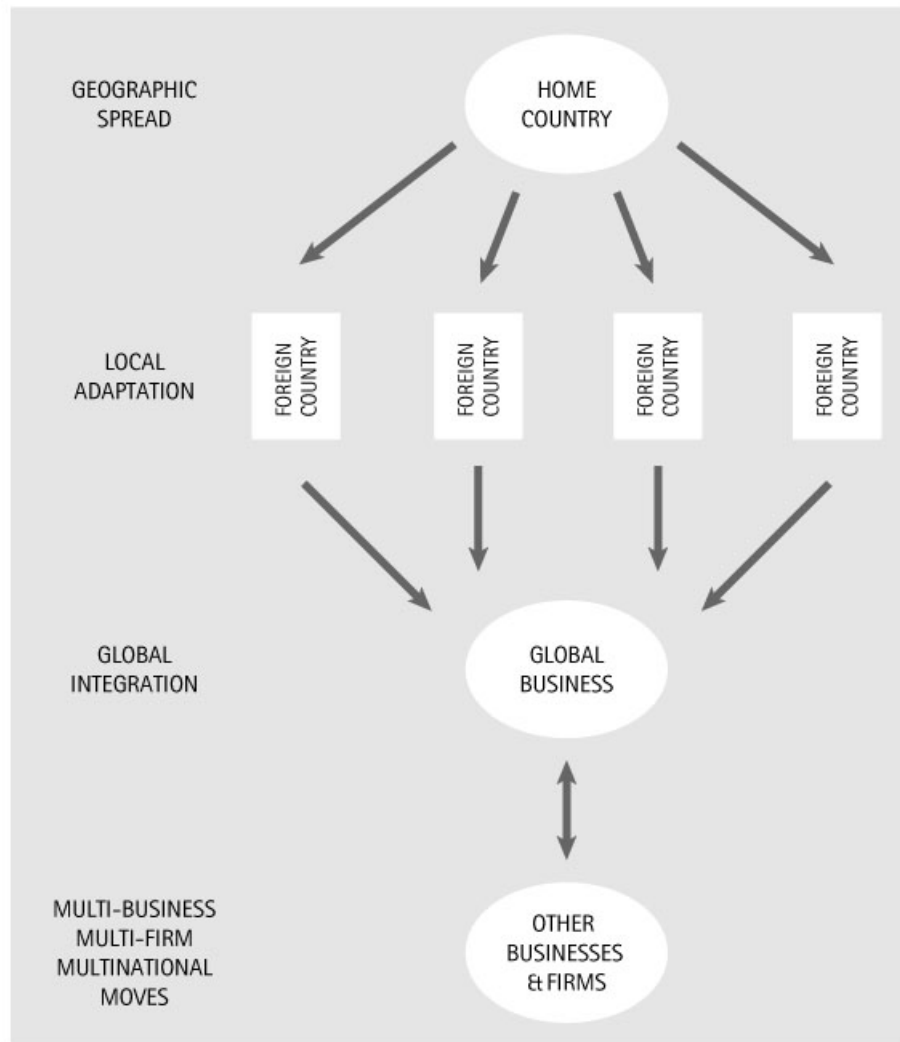 GEOGRAPHIC
SPREAD
HOME
COUNTRY
LOCAL
ADAPTATION
FOREIGN
COUNTRY
FOREIGN
COUNTRY
FOREIGN
COUNTRY
FOREIGN
COUNTRY
GLOBAL
INTEGRATION
GLOBAL
BUSINESS
MULTI-BUSINESS
MULTI-FIRM
MULTINATIONAL
MOVES
OTHER
BUSINESSES
& FIRMS